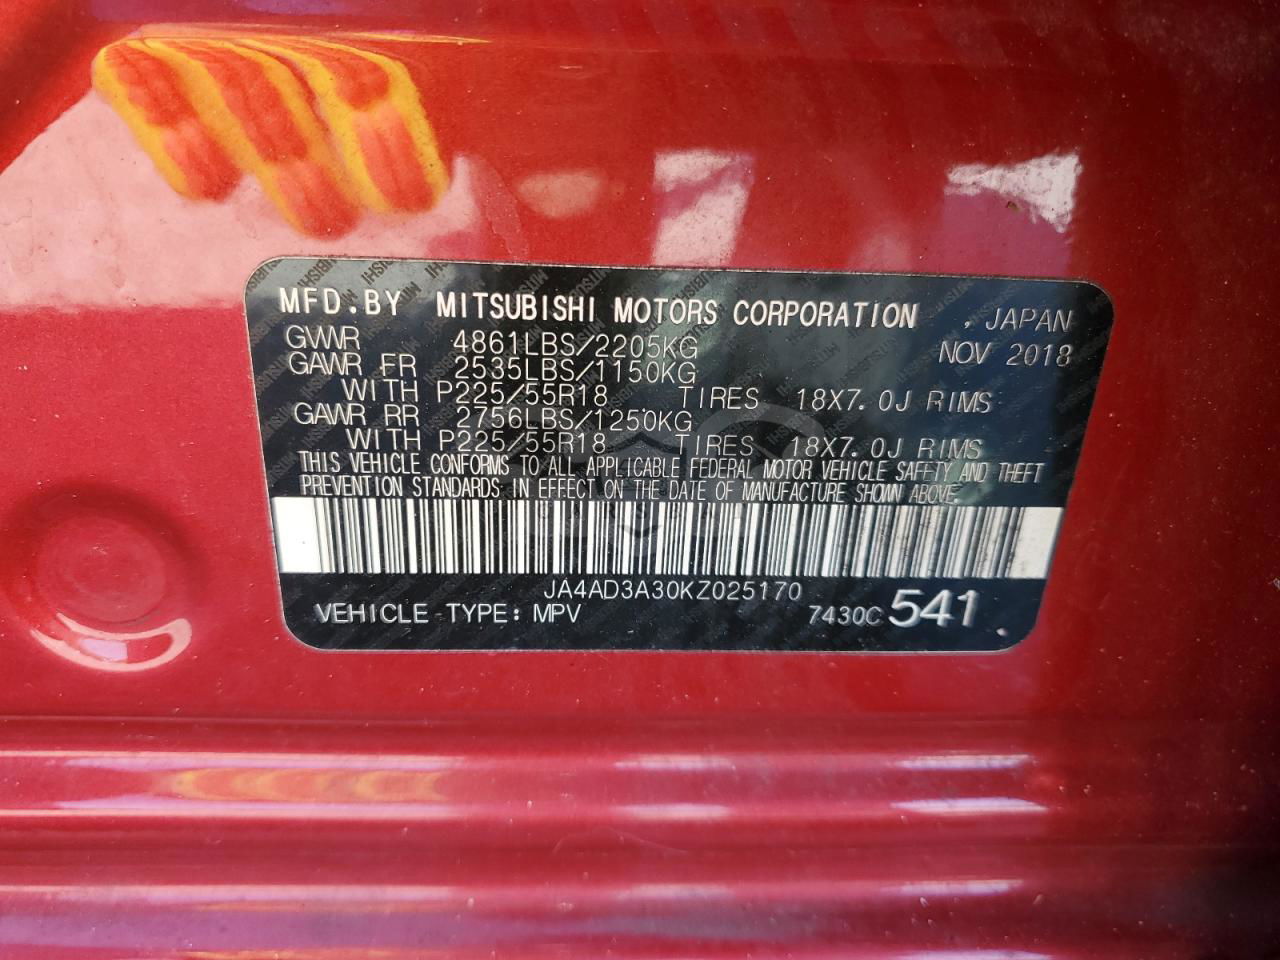 MFD.BY MITSUBISHI MOTORS CORPORATION , JAPAN
GVWR 4861LBS/2205KG NOV 2018
GAWR FR 2535LBS/1150KG
WITH P225/55R18 TIRES 18X7.0J RIMS
GAWR RR 2756LBS/1250KG
WITH P225/55R18 TIRES 18X7.0J RIMS
THIS VEHICLE CONFORMS TO ALL APPLICABLE FEDERAL MOTOR VEHICLE SAFETY AND THEFT
PREVENTION STANDARDS IN EFFECT ON THE DATE OF MANUFACTURE SHOWN ABOVE.
JA4AD3A30KZ025170
VEHICLE TYPE: MPV 7430C 541